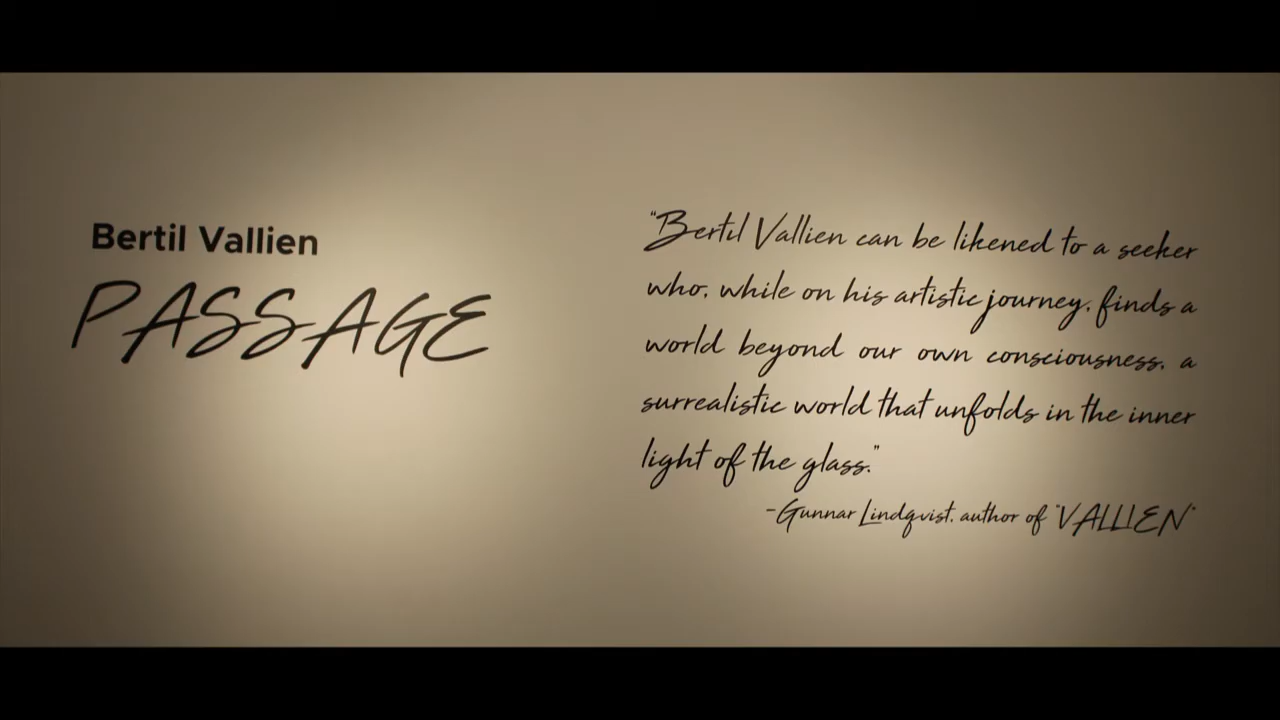 Bertil Vallien
PASSAGE
"Bertil Vallien can be likened to a seeker
who, while on his artistic journey, finds a
world beyond our own consciousness, a
surrealistic world that unfolds in the inner
light of the glass."
-Gunnar Lindqvist, author of "VALLIEN"